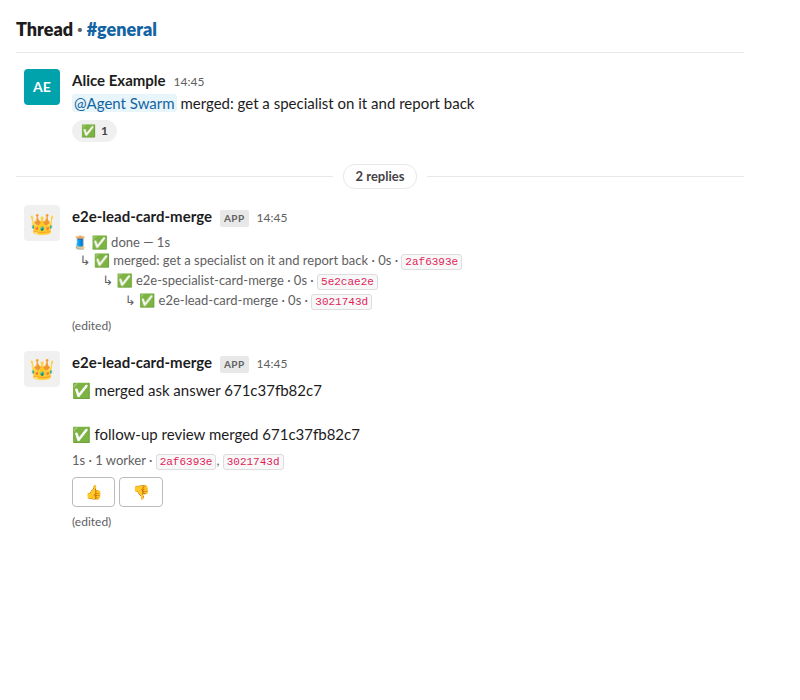 Thread • #general
AE
Alice Example 14:45
@Agent Swarm merged: get a specialist on it and report back
✅ 1
2 replies
e2e-lead-card-merge APP 14:45
🧵 ✅ done — 1s
↳ ✅ merged: get a specialist on it and report back · 0s · 2af6393e
↳ ✅ e2e-specialist-card-merge · 0s · 5e2cae2e
↳ ✅ e2e-lead-card-merge · 0s · 3021743d
(edited)
e2e-lead-card-merge APP 14:45
✅ merged ask answer 671c37fb82c7
✅ follow-up review merged 671c37fb82c7
1s · 1 worker · 2af6393e, 3021743d
👍 👎
(edited)